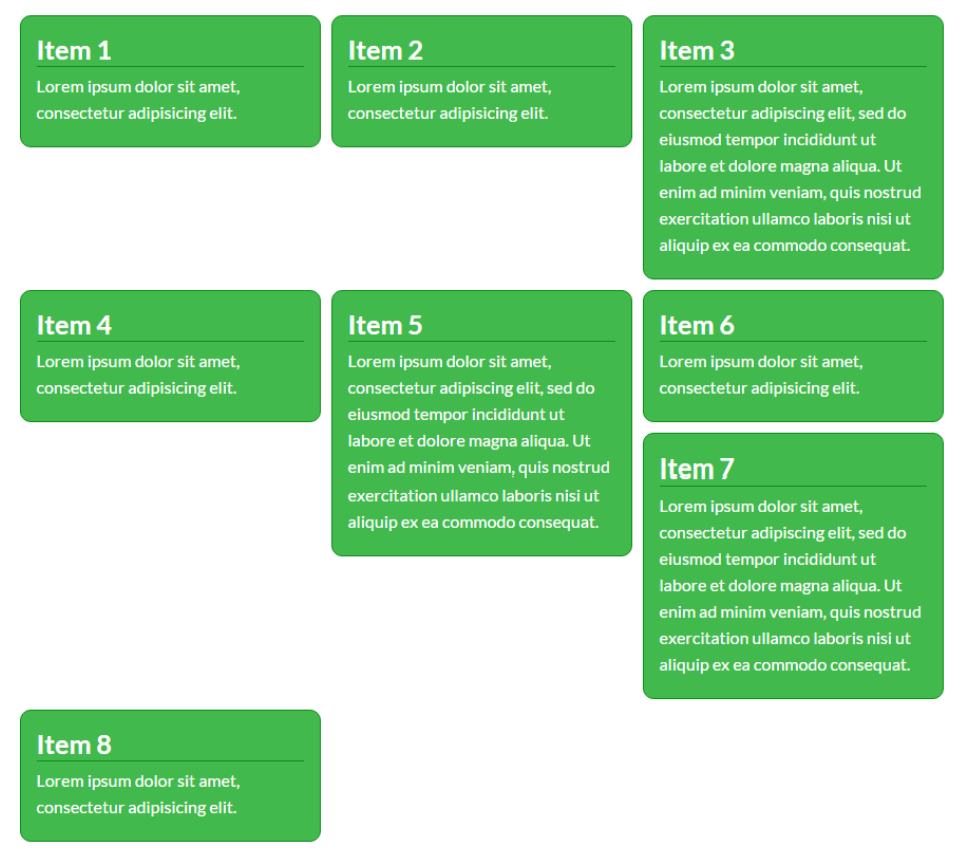 Item 1
Lorem ipsum dolor sit amet,
consectetur adipisicing elit.
Item 2
Lorem ipsum dolor sit amet,
consectetur adipisicing elit.
Item 3
Lorem ipsum dolor sit amet,
consectetur adipiscing elit, sed do
eiusmod tempor incididunt ut
labore et dolore magna aliqua. Ut
enim ad minim veniam, quis nostrud
exercitation ullamco laboris nisi ut
aliquip ex ea commodo consequat.
Item 4
Lorem ipsum dolor sit amet,
consectetur adipisicing elit.
Item 5
Lorem ipsum dolor sit amet,
consectetur adipiscing elit, sed do
eiusmod tempor incididunt ut
labore et dolore magna aliqua. Ut
enim ad minim veniam, quis nostrud
exercitation ullamco laboris nisi ut
aliquip ex ea commodo consequat.
Item 6
Lorem ipsum dolor sit amet,
consectetur adipisicing elit.
Item 7
Lorem ipsum dolor sit amet,
consectetur adipiscing elit, sed do
eiusmod tempor incididunt ut
labore et dolore magna aliqua. Ut
enim ad minim veniam, quis nostrud
exercitation ullamco laboris nisi ut
aliquip ex ea commodo consequat.
Item 8
Lorem ipsum dolor sit amet,
consectetur adipisicing elit.